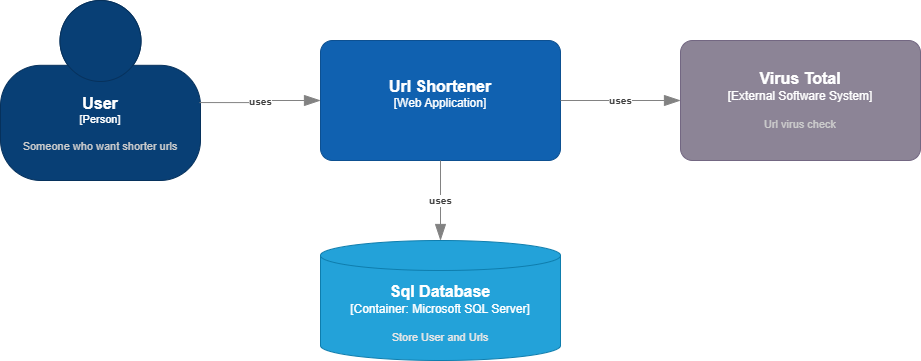 User
[Person]
Someone who want shorter urls
uses
Url Shortener
[Web Application]
uses
Virus Total
[External Software System]
Url virus check
uses
Sql Database
[Container: Microsoft SQL Server]
Store User and Urls